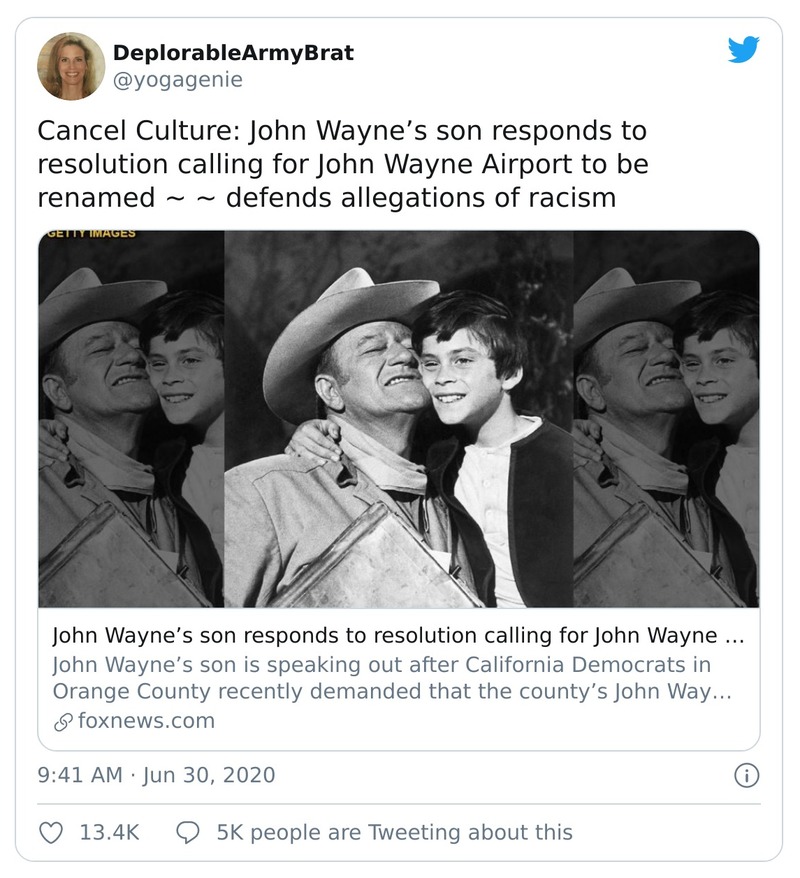 DeplorableArmyBrat
@yogagenie
Cancel Culture: John Wayne’s son responds to
resolution calling for John Wayne Airport to be
renamed ~ ~ defends allegations of racism
GETTY IMAGES
John Wayne’s son responds to resolution calling for John Wayne …
John Wayne’s son is speaking out after California Democrats in
Orange County recently demanded that the county’s John Way…
foxnews.com
9:41 AM · Jun 30, 2020
13.4K
5K people are Tweeting about this